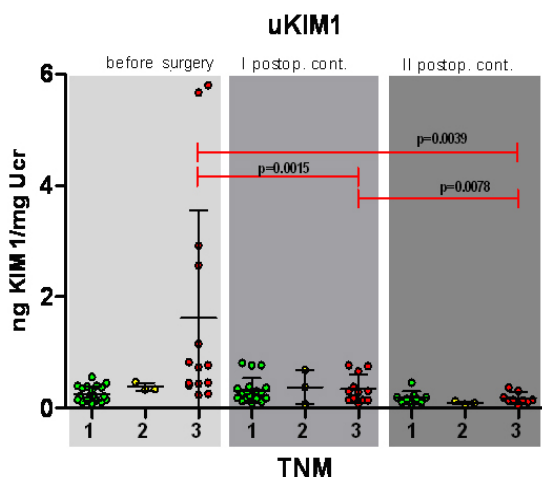 uKIM1
before surgery
I postop. cont.
II postop. cont.
ng KIM1/mg Ucr
6
4
2
0
p=0.0039
p=0.0015
p=0.0078
1 2 3 1 2 3 1 2 3
TNM